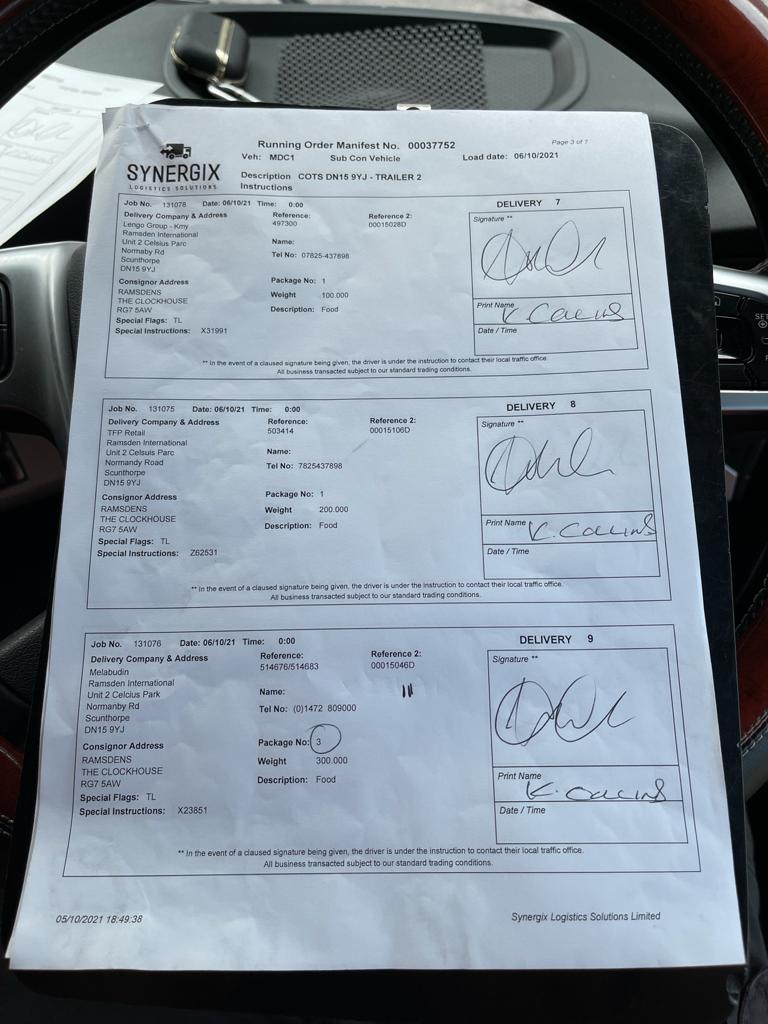 Running Order Manifest No. 00037752
Page 3 of 7
Veh: MDC1 Sub Con Vehicle Load date: 06/10/2021
SYNERGIX
LOGISTICS SOLUTIONS
Description COTS DN15 9YJ - TRAILER 2
Instructions
Job No. 131078 Date: 06/10/21 Time: 0:00
DELIVERY 7
Delivery Company & Address Reference: Reference 2:
Signature **
Lengo Group - Kmy 497300 00015028D
Ramsden International
Unit 2 Celsius Parc Name:
Normaby Rd
Scunthorpe Tel No: 07825-437898
DN15 9YJ
Consignor Address Package No: 1
RAMSDENS Weight 100.000
THE CLOCKHOUSE
RG7 5AW Description: Food
Print Name K. Collins
Special Flags: TL
Special Instructions: X31991
Date / Time
** In the event of a claused signature being given, the driver is under the instruction to contact their local traffic office.
All business transacted subject to our standard trading conditions.
Job No. 131075 Date: 06/10/21 Time: 0:00
DELIVERY 8
Delivery Company & Address Reference: Reference 2:
Signature **
TFP Retail 503414 00015106D
Ramsden International
Unit 2 Celsuis Parc Name:
Normandy Road
Scunthorpe Tel No: 7825437898
DN15 9YJ
Consignor Address Package No: 1
RAMSDENS Weight 200.000
THE CLOCKHOUSE
RG7 5AW Description: Food
Print Name K. Collins
Special Flags: TL
Special Instructions: Z62531
Date / Time
** In the event of a claused signature being given, the driver is under the instruction to contact their local traffic office.
All business transacted subject to our standard trading conditions.
Job No. 131076 Date: 06/10/21 Time: 0:00
DELIVERY 9
Delivery Company & Address Reference: Reference 2:
Signature **
Melabudin 514676/514683 00015046D
Ramsden International
Unit 2 Celcius Park Name:
Normanby Rd
Scunthorpe Tel No: (0)1472 809000
DN15 9YJ
Consignor Address Package No: 3
RAMSDENS Weight 300.000
THE CLOCKHOUSE
RG7 5AW Description: Food
Print Name K. Collins
Special Flags: TL
Special Instructions: X23851
Date / Time
** In the event of a claused signature being given, the driver is under the instruction to contact their local traffic office.
All business transacted subject to our standard trading conditions.
05/10/2021 18:49:38
Synergix Logistics Solutions Limited